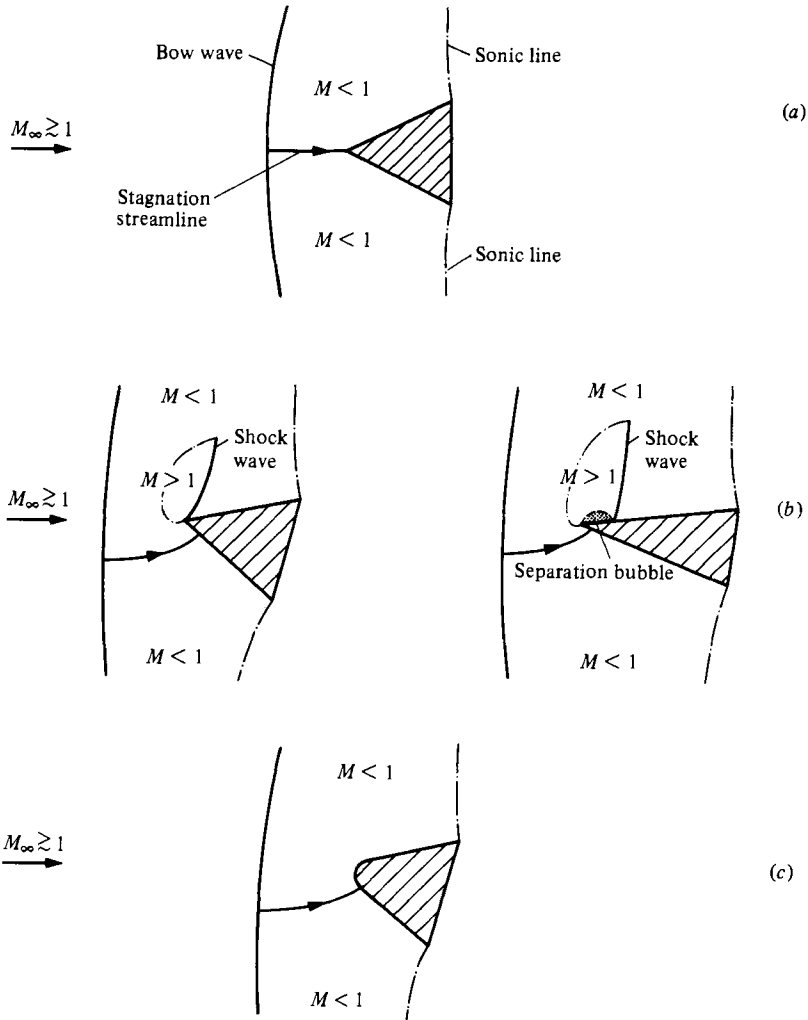 Bow wave
Sonic line
M < 1
(a)
M∞ ≳ 1
Stagnation
streamline
M < 1
Sonic line
M < 1
M < 1
Shock
wave
Shock
wave
M > 1
M > 1
M∞ ≳ 1
(b)
Separation bubble
M < 1
M < 1
M < 1
M∞ ≳ 1
(c)
M < 1